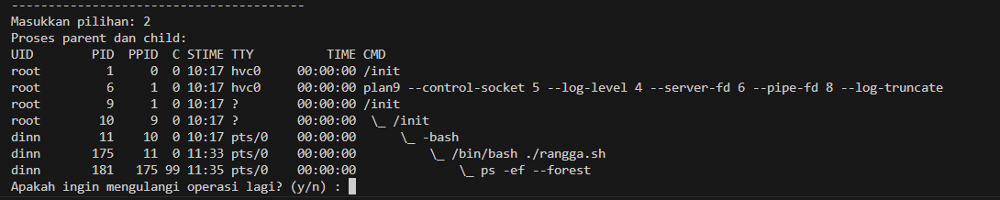 ----------------------------------------
Masukkan pilihan: 2
Proses parent dan child:
UID        PID  PPID  C STIME TTY          TIME CMD
root         1     0  0 10:17 hvc0     00:00:00 /init
root         6     1  0 10:17 hvc0     00:00:00 plan9 --control-socket 5 --log-level 4 --server-fd 6 --pipe-fd 8 --log-truncate
root         9     1  0 10:17 ?        00:00:00 /init
root        10     9  0 10:17 ?        00:00:00  \_ /init
dinn        11    10  0 10:17 pts/0    00:00:00      \_ -bash
dinn       175    11  0 11:33 pts/0    00:00:00          \_ /bin/bash ./rangga.sh
dinn       181   175 99 11:35 pts/0    00:00:00              \_ ps -ef --forest
Apakah ingin mengulangi operasi lagi? (y/n) :